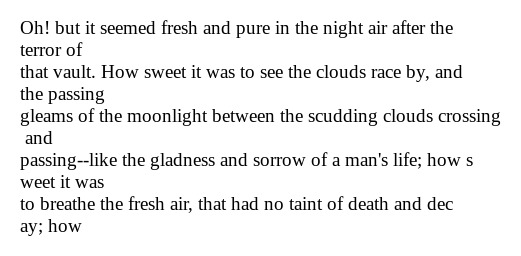 Oh! but it seemed fresh and pure in the night air after the
terror of
that vault. How sweet it was to see the clouds race by, and
the passing
gleams of the moonlight between the scudding clouds crossing
and
passing--like the gladness and sorrow of a man's life; how s
weet it was
to breathe the fresh air, that had no taint of death and dec
ay; how